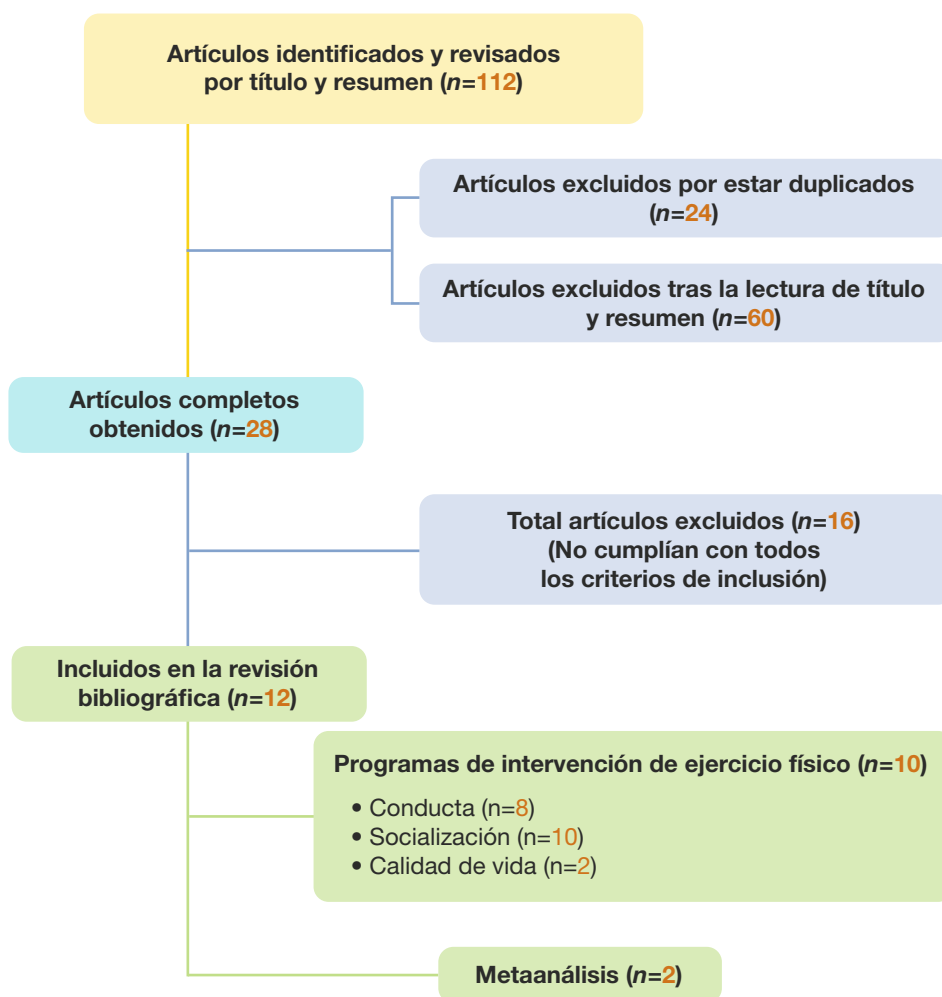 Artículos identificados y revisados
por título y resumen (n=112)
Artículos excluidos por estar duplicados
(n=24)
Artículos excluidos tras la lectura de título
y resumen (n=60)
Artículos completos
obtenidos (n=28)
Total artículos excluidos (n=16)
(No cumplían con todos
los criterios de inclusión)
Incluidos en la revisión
bibliográfica (n=12)
Programas de intervención de ejercicio físico (n=10)
• Conducta (n=8)
• Socialización (n=10)
• Calidad de vida (n=2)
Metaanálisis (n=2)